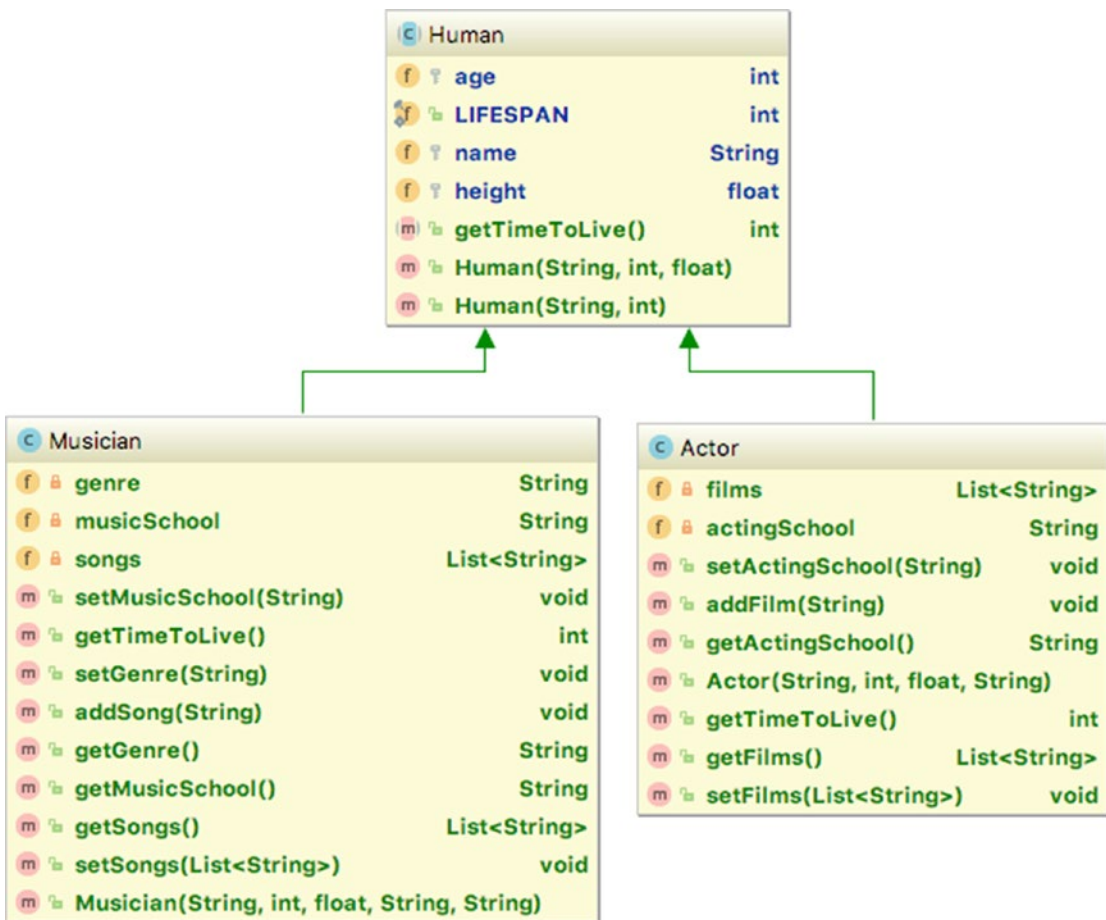 Human
age int
LIFESPAN int
name String
height float
getTimeToLive() int
Human(String, int, float)
Human(String, int)
Musician
genre String
musicSchool String
songs List<String>
setMusicSchool(String) void
getTimeToLive() int
setGenre(String) void
addSong(String) void
getGenre() String
getMusicSchool() String
getSongs() List<String>
setSongs(List<String>) void
Musician(String, int, float, String, String)
Actor
films List<String>
actingSchool String
setActingSchool(String) void
addFilm(String) void
getActingSchool() String
Actor(String, int, float, String)
getTimeToLive() int
getFilms() List<String>
setFilms(List<String>) void